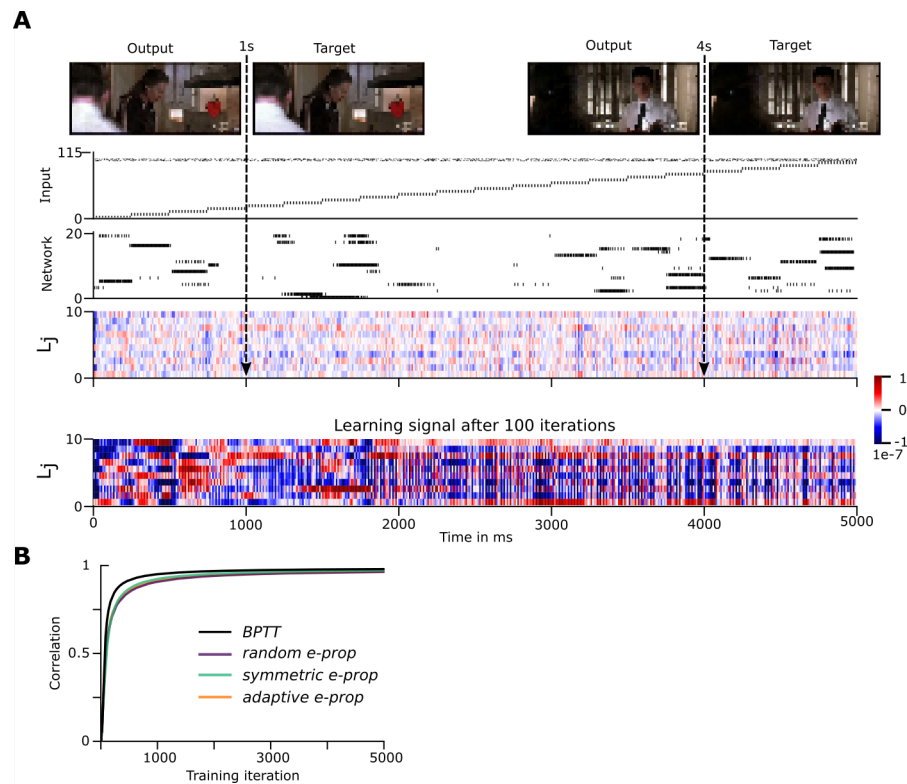 A
Output 1s Target Output 4s Target
115
Input
0
20
Network
0
10
Lj
0
1
0
-1
1e-7
Learning signal after 100 iterations
10
Lj
0
0 1000 2000 3000 4000 5000
Time in ms
B
1
0.5
0
Correlation
BPTT
random e-prop
symmetric e-prop
adaptive e-prop
1000 3000 5000
Training iteration